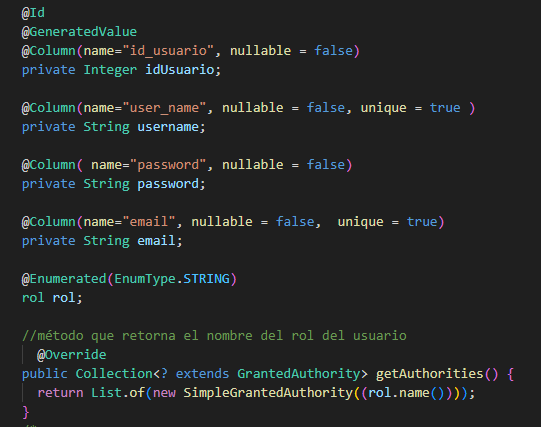 @Id
@GeneratedValue
@Column(name="id_usuario", nullable = false)
private Integer idUsuario;
@Column(name="user_name", nullable = false, unique = true )
private String username;
@Column( name="password", nullable = false)
private String password;
@Column(name="email", nullable = false,  unique = true)
private String email;
@Enumerated(EnumType.STRING)
rol rol;
//método que retorna el nombre del rol del usuario
@Override
public Collection<? extends GrantedAuthority> getAuthorities() {
return List.of(new SimpleGrantedAuthority((rol.name())));
}
/*